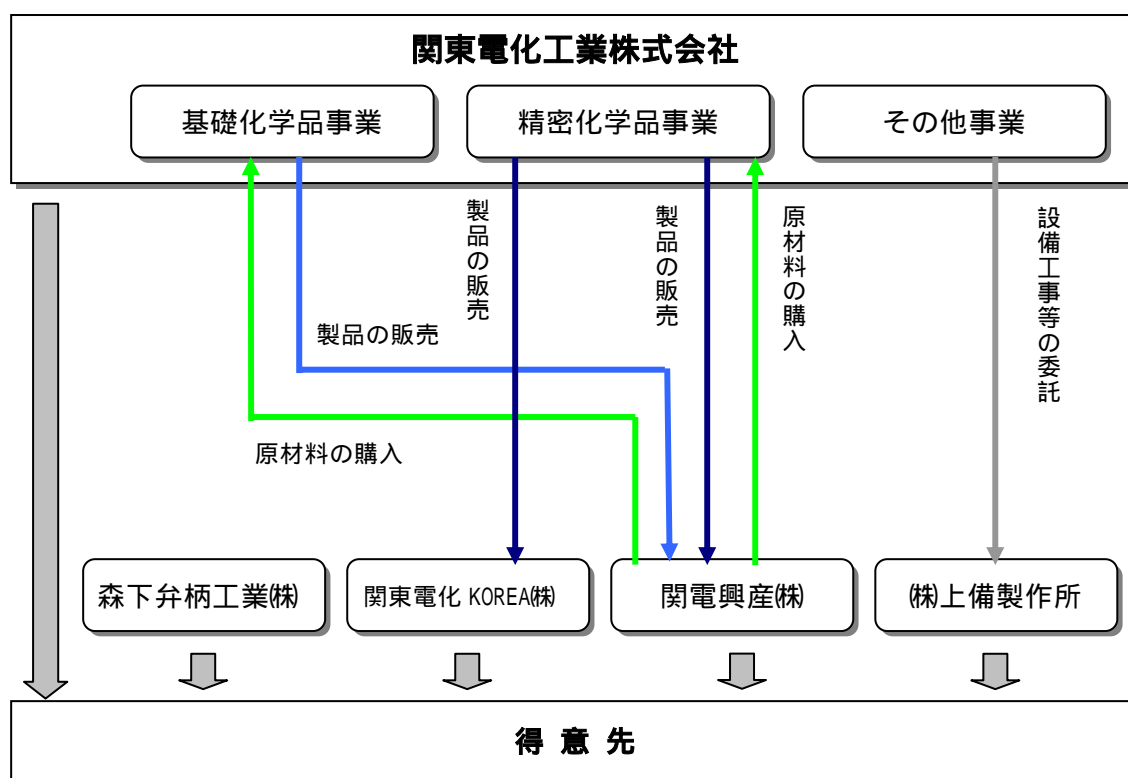 関東電化工業株式会社
基礎化学品事業
精密化学品事業
その他事業
製品の販売
製品の販売
原材料の購入
設備工事等の委託
製品の販売
原材料の購入
森下弁柄工業㈱
関東電化 KOREA㈱
関電興産㈱
㈱上備製作所
得 意 先